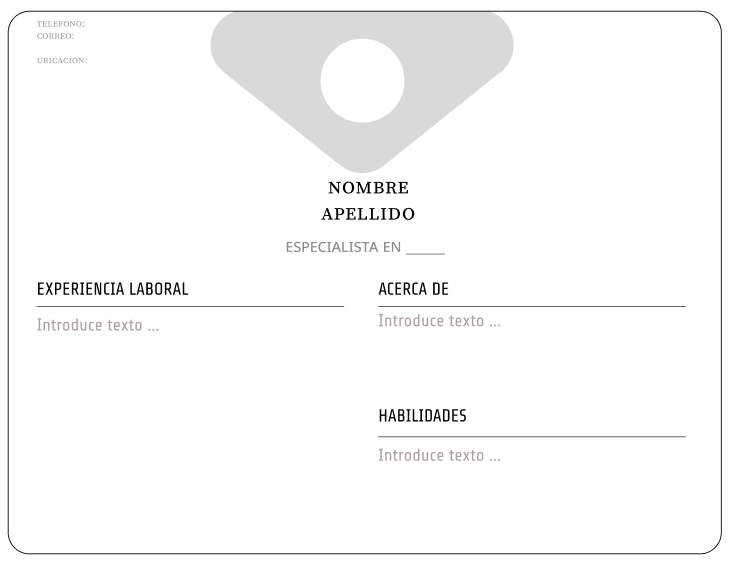 TELEFONO:
CORREO:
UBICACION:
NOMBRE
APELLIDO
ESPECIALISTA EN _____
EXPERIENCIA LABORAL
Introduce texto ...
ACERCA DE
Introduce texto ...
HABILIDADES
Introduce texto ...